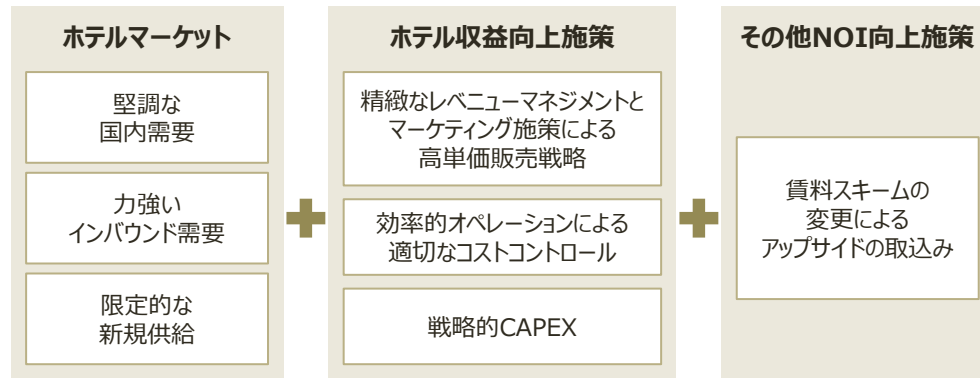 ホテルマーケット
堅調な
国内需要
力強い
インバウンド需要
限定的な
新規供給
ホテル収益向上施策
精緻なレベニューマネジメントと
マーケティング施策による
高単価販売戦略
効率的オペレーションによる
適切なコストコントロール
戦略的CAPEX
その他NOI向上施策
賃料スキームの
変更による
アップサイドの取込み